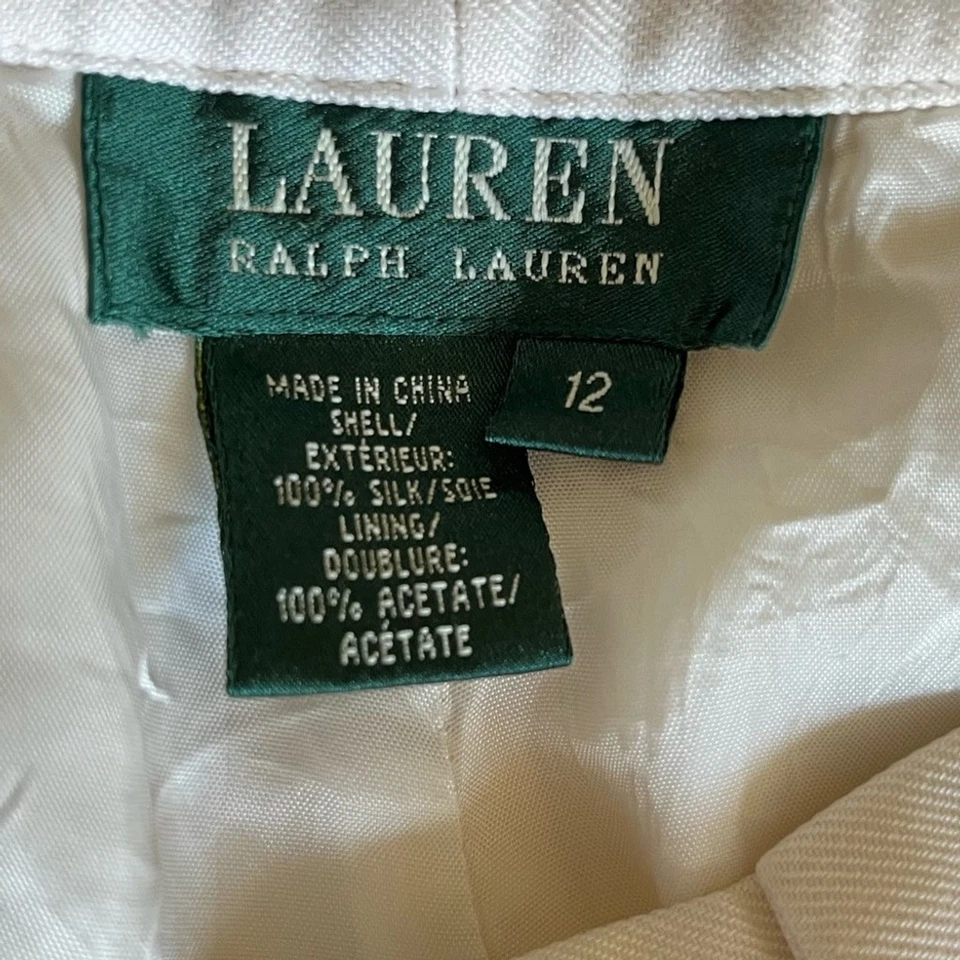 LAUREN
RALPH LAUREN
12
MADE IN CHINA
SHELL/
EXTÉRIEUR:
100% SILK/SOIE
LINING/
DOUBLURE:
100% ACETATE/
ACÉTATE